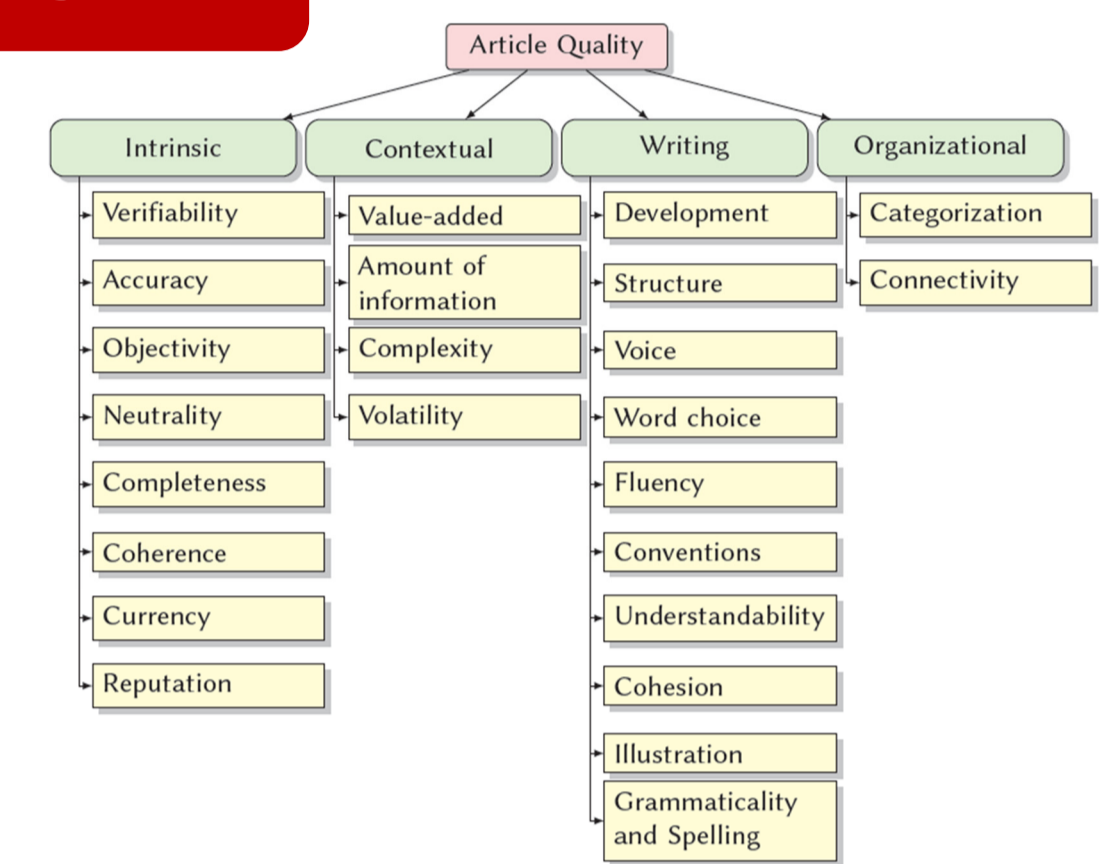 Article Quality
Intrinsic
Verifiability
Accuracy
Objectivity
Neutrality
Completeness
Coherence
Currency
Reputation
Contextual
Value-added
Amount of
information
Complexity
Volatility
Writing
Development
Structure
Voice
Word choice
Fluency
Conventions
Understandability
Cohesion
Illustration
Grammaticality
and Spelling
Organizational
Categorization
Connectivity